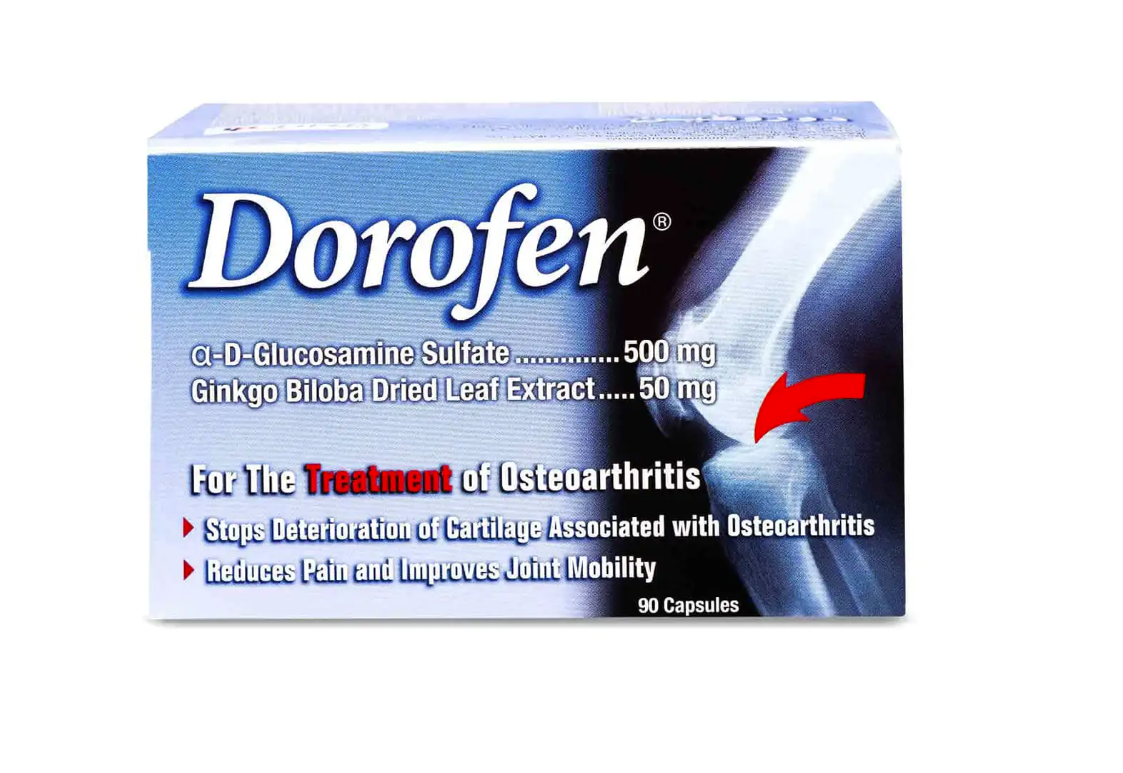 Dorofen®
α-D-Glucosamine Sulfate.............500 mg
Ginkgo Biloba Dried Leaf Extract.....50 mg
For The Treatment of Osteoarthritis
Stops Deterioration of Cartilage Associated with Osteoarthritis
Reduces Pain and Improves Joint Mobility
90 Capsules